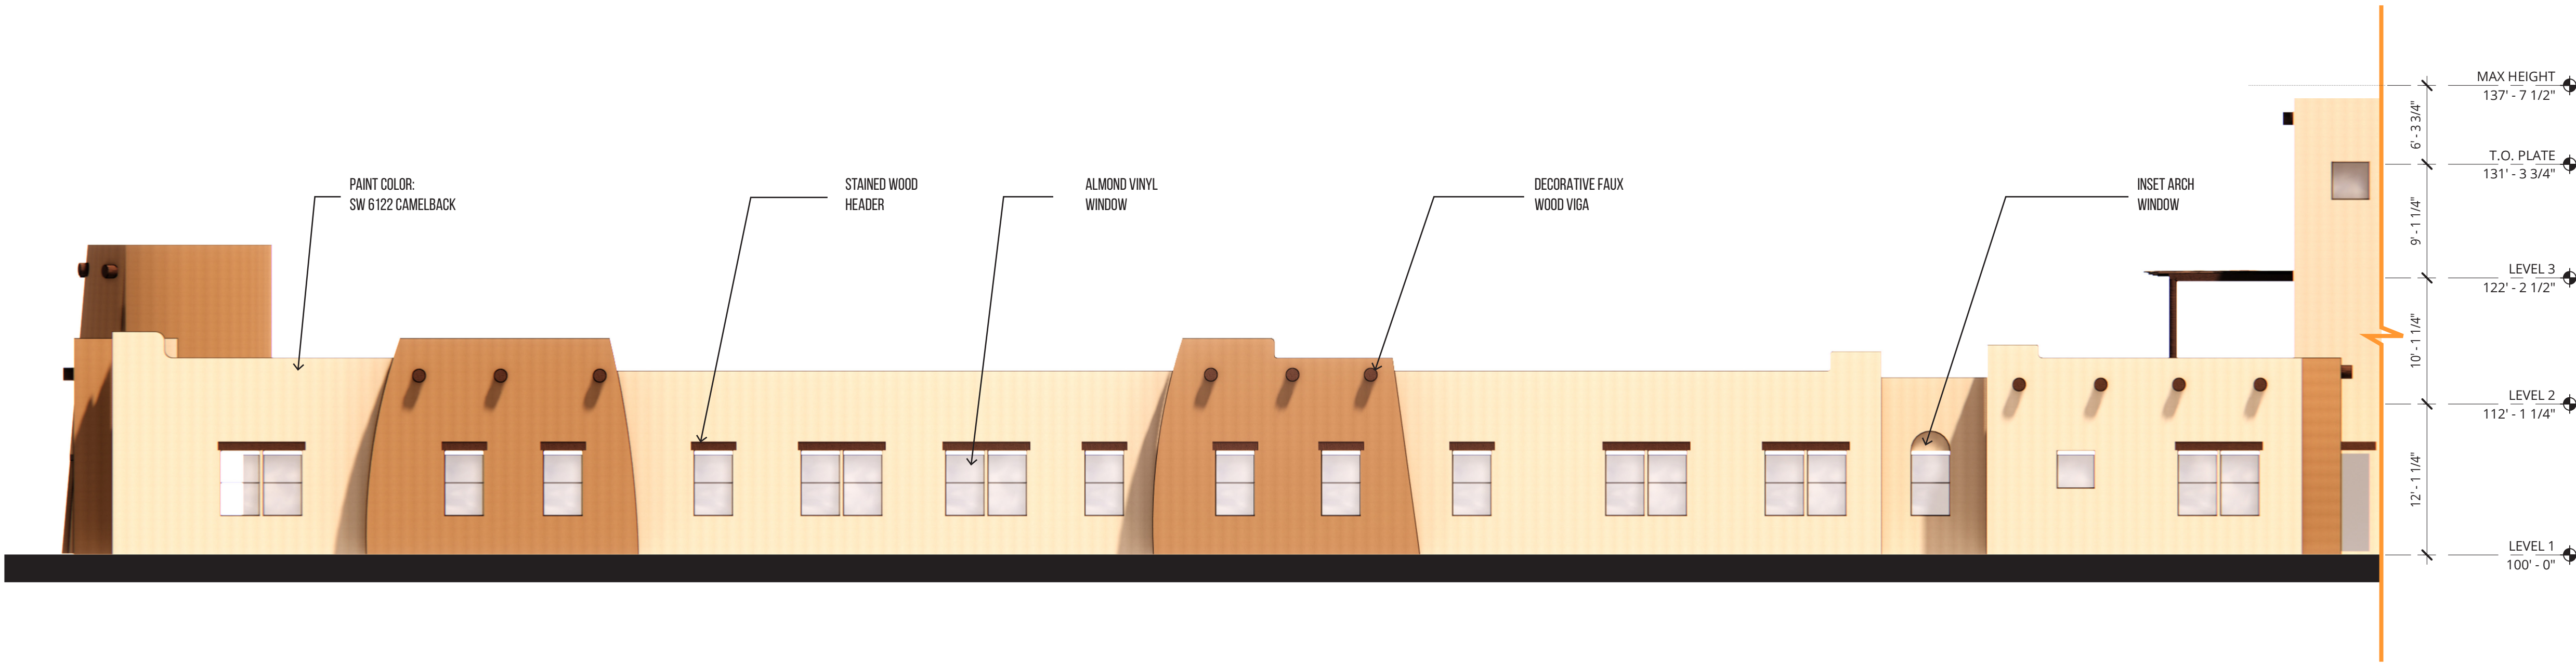 PAINT COLOR:
SW 6122 CAMELBACK
STAINED WOOD
HEADER
ALMOND VINYL
WINDOW
DECORATIVE FAUX
WOOD VIGA
INSET ARCH
WINDOW
MAX HEIGHT
137' - 7 1/2"
6' - 3 3/4"
T.O. PLATE
131' - 3 3/4"
9' - 1 1/4"
LEVEL 3
122' - 2 1/2"
10' - 1 1/4"
LEVEL 2
112' - 1 1/4"
12' - 1 1/4"
LEVEL 1
100' - 0"